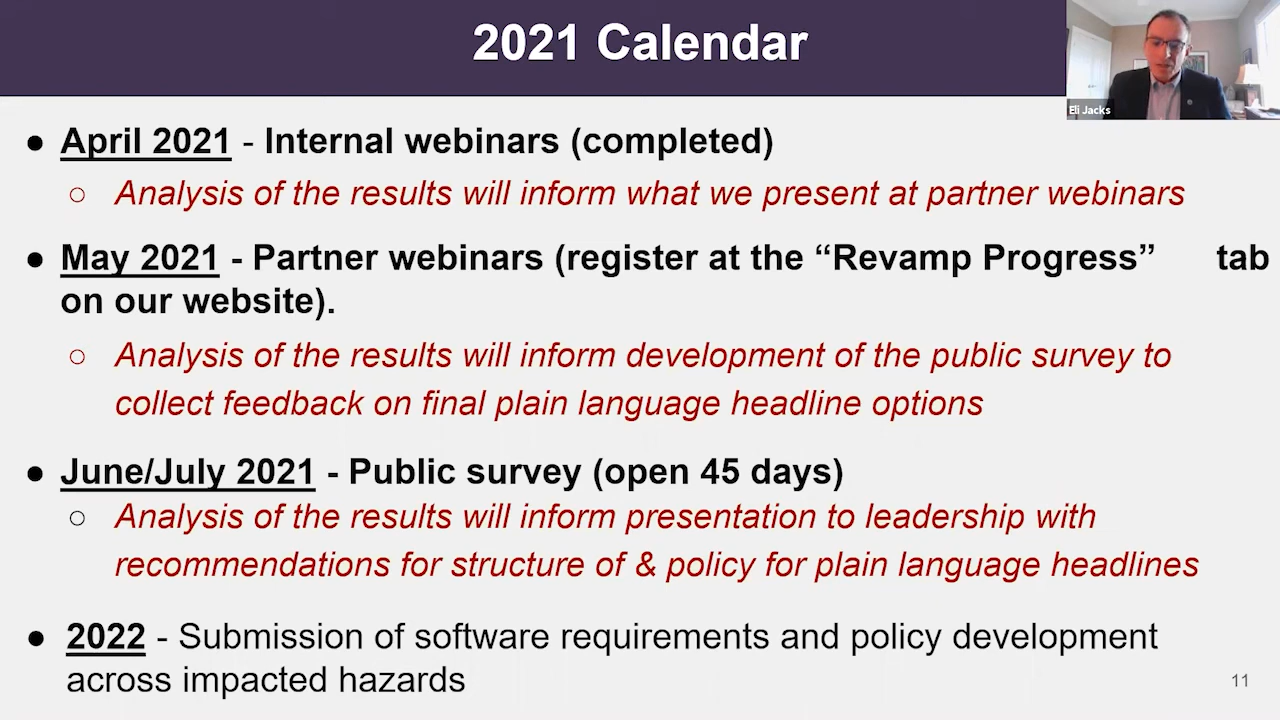 2021 Calendar
Eli Jacks
● April 2021 - Internal webinars (completed)
○ Analysis of the results will inform what we present at partner webinars
● May 2021 - Partner webinars (register at the “Revamp Progress” tab
on our website).
○ Analysis of the results will inform development of the public survey to
collect feedback on final plain language headline options
● June/July 2021 - Public survey (open 45 days)
○ Analysis of the results will inform presentation to leadership with
recommendations for structure of & policy for plain language headlines
● 2022 - Submission of software requirements and policy development
across impacted hazards
11